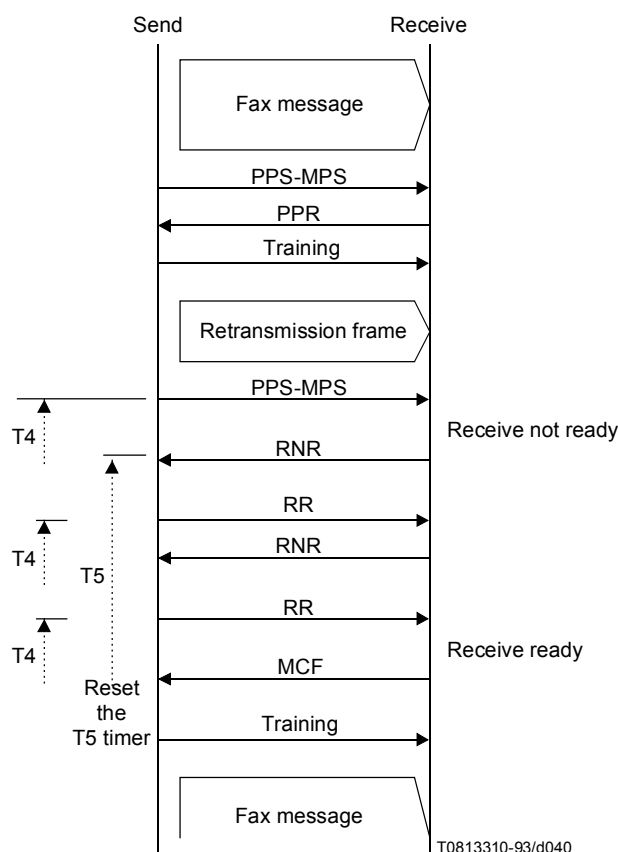 Send
Receive
Fax message
PPS-MPS
PPR
Training
Retransmission frame
PPS-MPS
T4
Receive not ready
RNR
RR
T4
T5
RNR
RR
T4
Receive ready
MCF
Reset
the
T5 timer
Training
Fax message
T0813310-93/d040